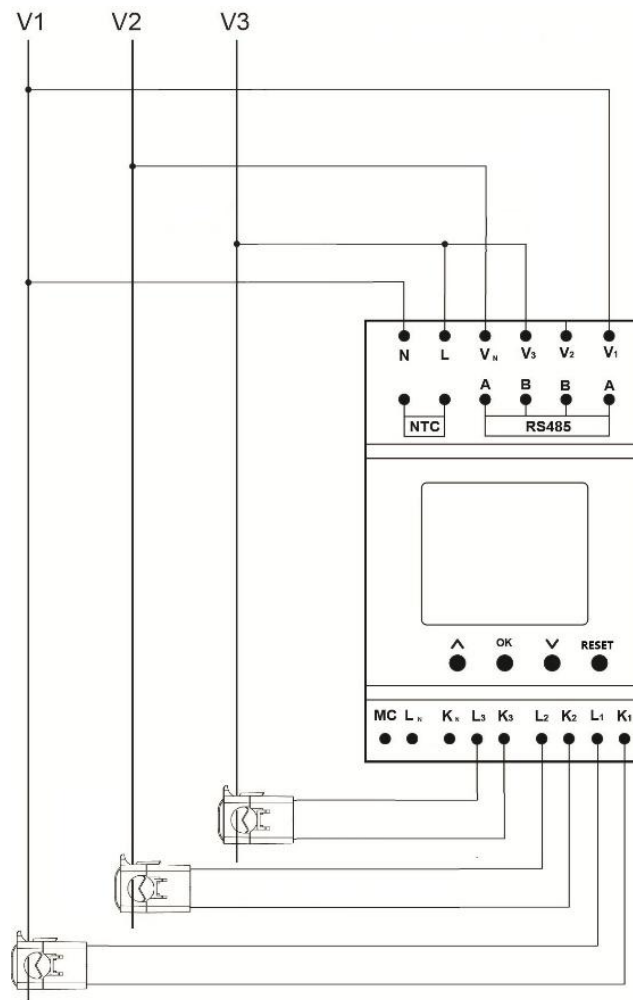 V1 V2 V3
N L VN V3 V2 V1
A B B A
NTC RS485
OK RESET
MC LN KN L3 K3 L2 K2 L1 K1